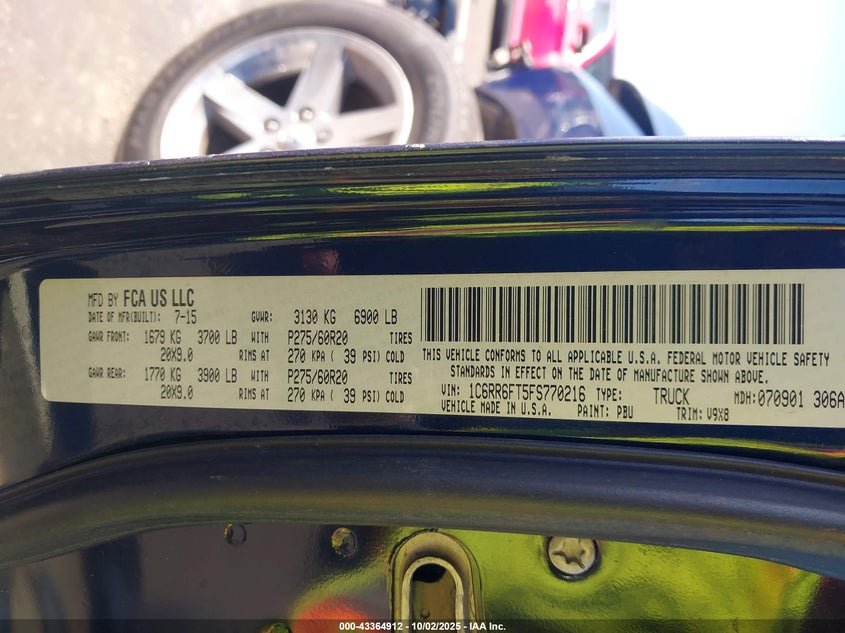 MFD BY FCA US LLC
DATE OF MFR(BUILT): 7-15 GVWR: 3130 KG 6900 LB
GAWR FRONT: 1679 KG 3700 LB WITH P275/60R20 TIRES
20X9.0 RIMS AT 270 KPA ( 39 PSI) COLD
GAWR REAR: 1770 KG 3900 LB WITH P275/60R20 TIRES
20X9.0 RIMS AT 270 KPA ( 39 PSI) COLD
THIS VEHICLE CONFORMS TO ALL APPLICABLE U.S.A. FEDERAL MOTOR VEHICLE SAFETY
STANDARDS IN EFFECT ON THE DATE OF MANUFACTURE SHOWN ABOVE.
VIN: 1C6RR6FT5FS770216 TYPE: TRUCK MDH:070901 306A
VEHICLE MADE IN U.S.A. PAINT: PBU TRIM: V9X8
000-43364912 - 10/02/2025 - IAA Inc.